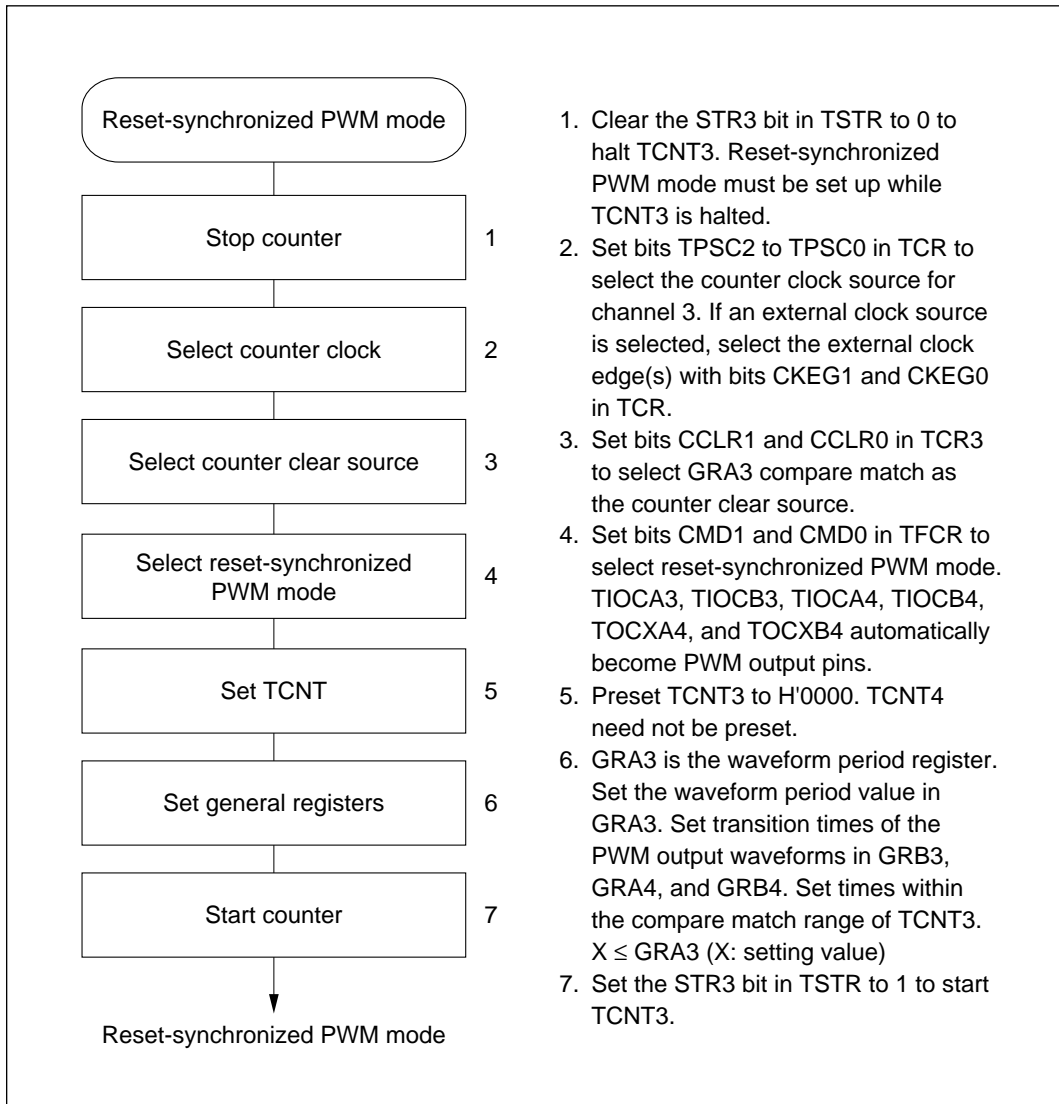 Reset-synchronized PWM mode
Stop counter
1
Select counter clock
2
Select counter clear source
3
Select reset-synchronized
PWM mode
4
Set TCNT
5
Set general registers
6
Start counter
7
Reset-synchronized PWM mode
1. Clear the STR3 bit in TSTR to 0 to
halt TCNT3. Reset-synchronized
PWM mode must be set up while
TCNT3 is halted.
2. Set bits TPSC2 to TPSC0 in TCR to
select the counter clock source for
channel 3. If an external clock source
is selected, select the external clock
edge(s) with bits CKEG1 and CKEG0
in TCR.
3. Set bits CCLR1 and CCLR0 in TCR3
to select GRA3 compare match as
the counter clear source.
4. Set bits CMD1 and CMD0 in TFCR to
select reset-synchronized PWM mode.
TIOCA3, TIOCB3, TIOCA4, TIOCB4,
TOCXA4, and TOCXB4 automatically
become PWM output pins.
5. Preset TCNT3 to H'0000. TCNT4
need not be preset.
6. GRA3 is the waveform period register.
Set the waveform period value in
GRA3. Set transition times of the
PWM output waveforms in GRB3,
GRA4, and GRB4. Set times within
the compare match range of TCNT3.
X ≤ GRA3 (X: setting value)
7. Set the STR3 bit in TSTR to 1 to start
TCNT3.